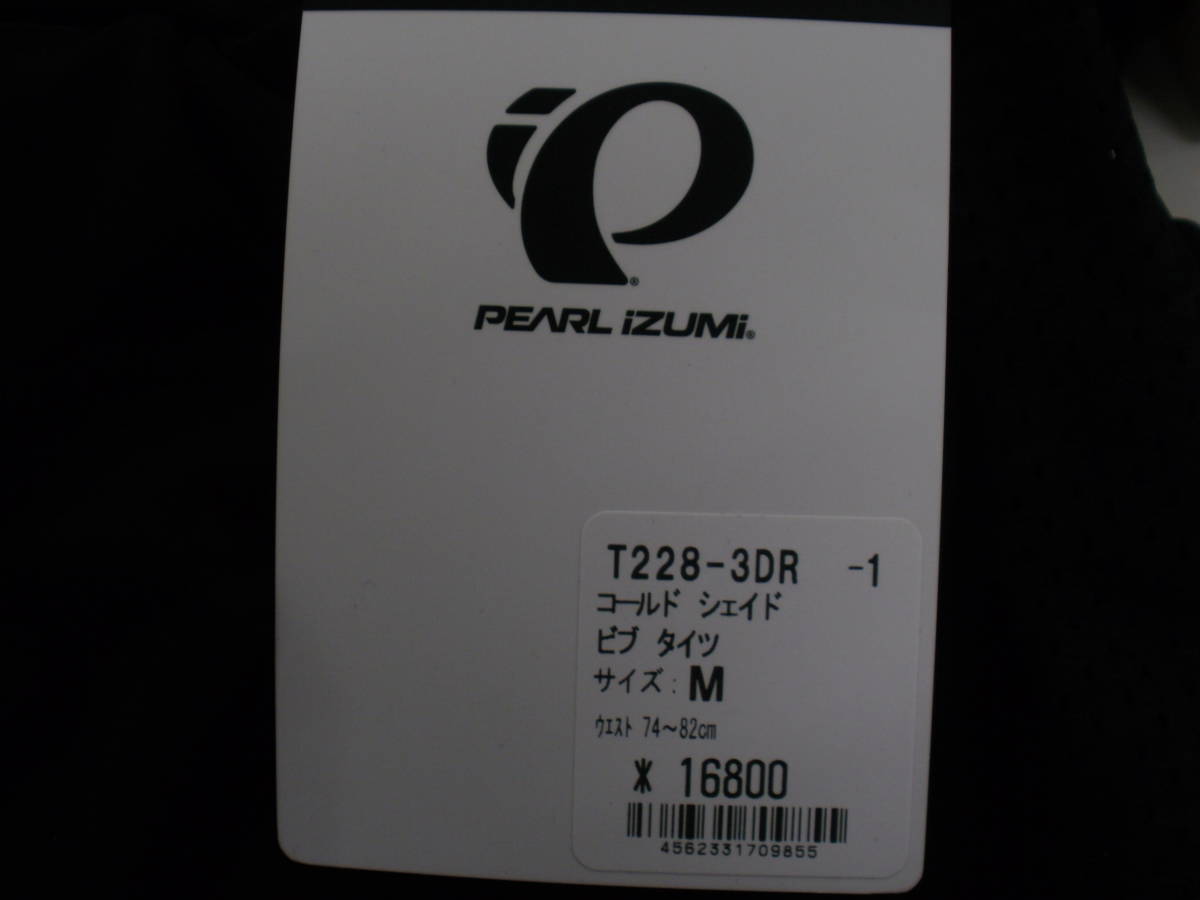 PEARL iZUMi®
T228-3DR -1
コールド シェイド
ビブ タイツ
サイズ: M
ｳｴｽﾄ 74～82cm
¥ 16800
4562331709855